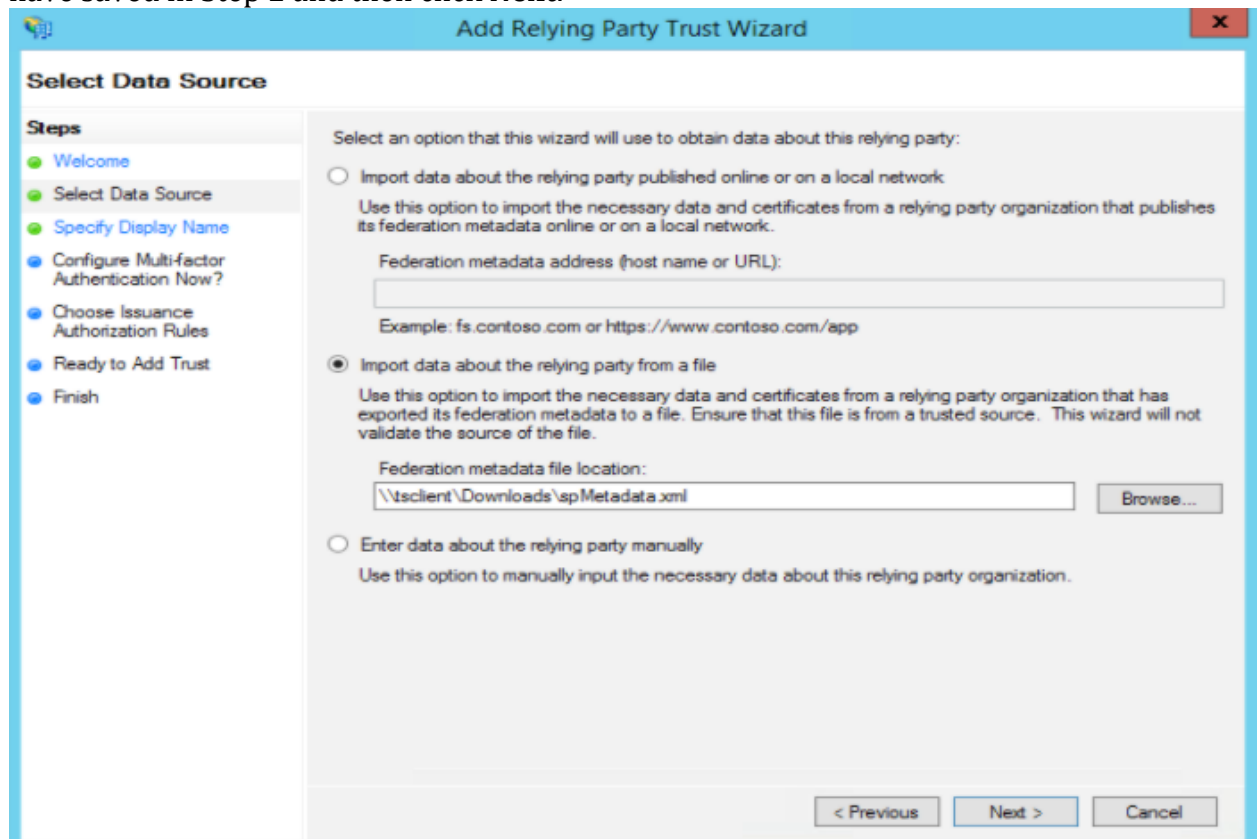 have saved in Step 2 and then click Next.
Add Relying Party Trust Wizard
x
Select Data Source
Steps
Welcome
Select Data Source
Specify Display Name
Configure Multi-factor
Authentication Now?
Choose Issuance
Authorization Rules
Ready to Add Trust
Finish
Select an option that this wizard will use to obtain data about this relying party:
Import data about the relying party published online or on a local network
Use this option to import the necessary data and certificates from a relying party organization that publishes
its federation metadata online or on a local network.
Federation metadata address (host name or URL):
Example: fs.contoso.com or https://www.contoso.com/app
Import data about the relying party from a file
Use this option to import the necessary data and certificates from a relying party organization that has
exported its federation metadata to a file. Ensure that this file is from a trusted source. This wizard will not
validate the source of the file.
Federation metadata file location:
\\tsclient\Downloads\spMetadata.xml
Browse...
Enter data about the relying party manually
Use this option to manually input the necessary data about this relying party organization.
< Previous
Next >
Cancel